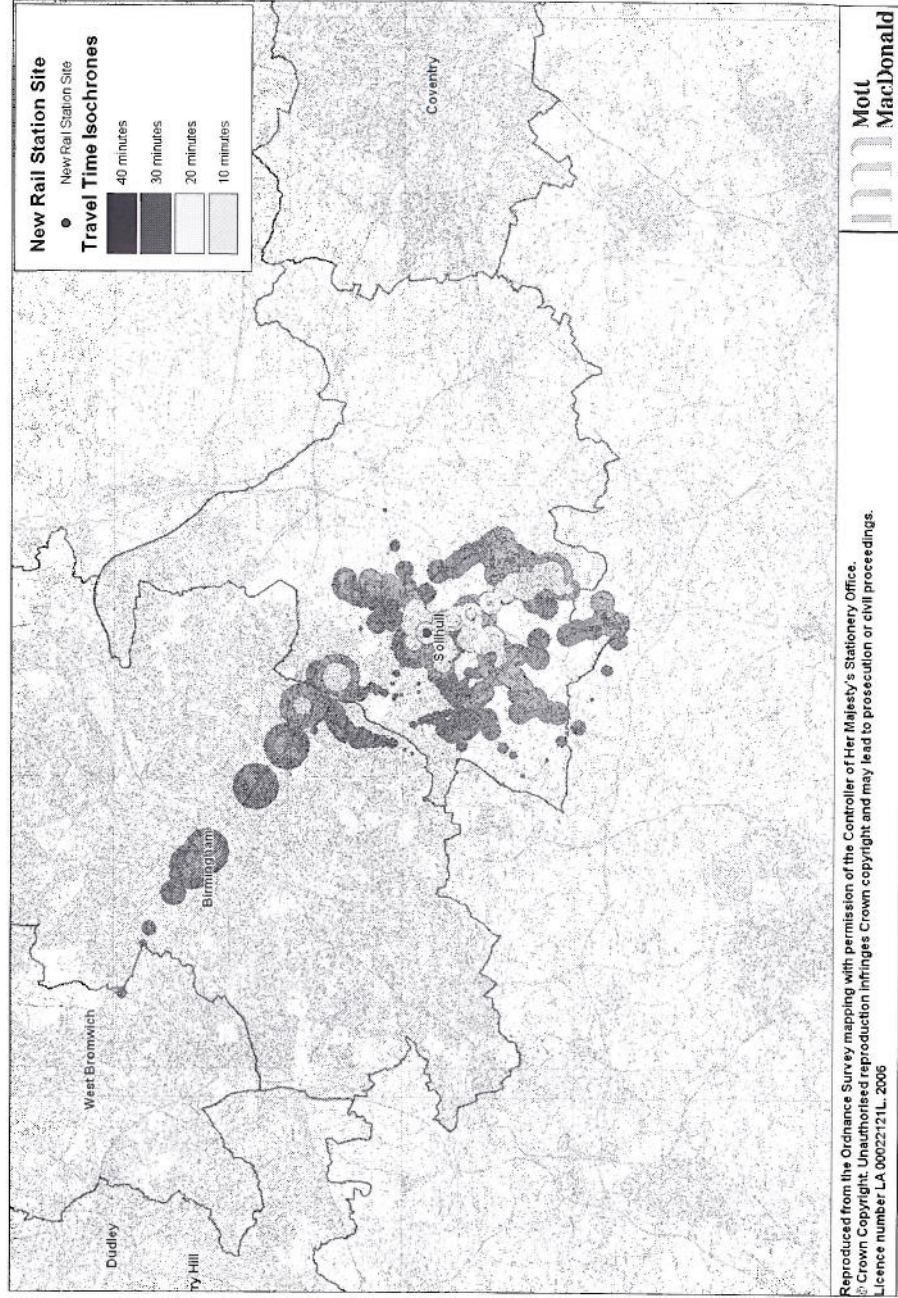 New Rail Station Site
New Rail Station Site
Travel Time Isochrones
40 minutes
30 minutes
20 minutes
10 minutes
Coventry
Solihull
Birmingham
West Bromwich
Dudley
ry Hill
Reproduced from the Ordnance Survey mapping with permission of the Controller of Her Majesty's Stationery Office.
© Crown Copyright. Unauthorised reproduction infringes Crown copyright and may lead to prosecution or civil proceedings.
Licence number LA 00022121L. 2006
Mott
MacDonald